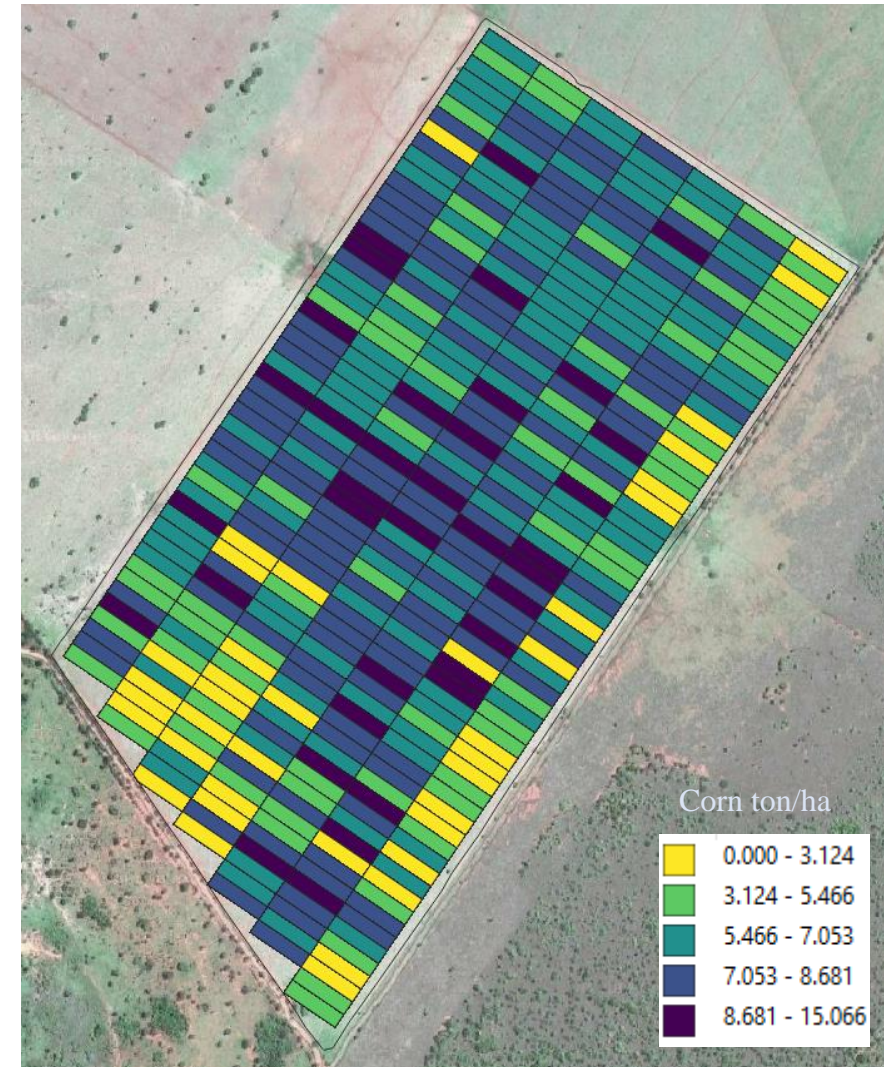 Corn ton/ha
0.000 - 3.124
3.124 - 5.466
5.466 - 7.053
7.053 - 8.681
8.681 - 15.066